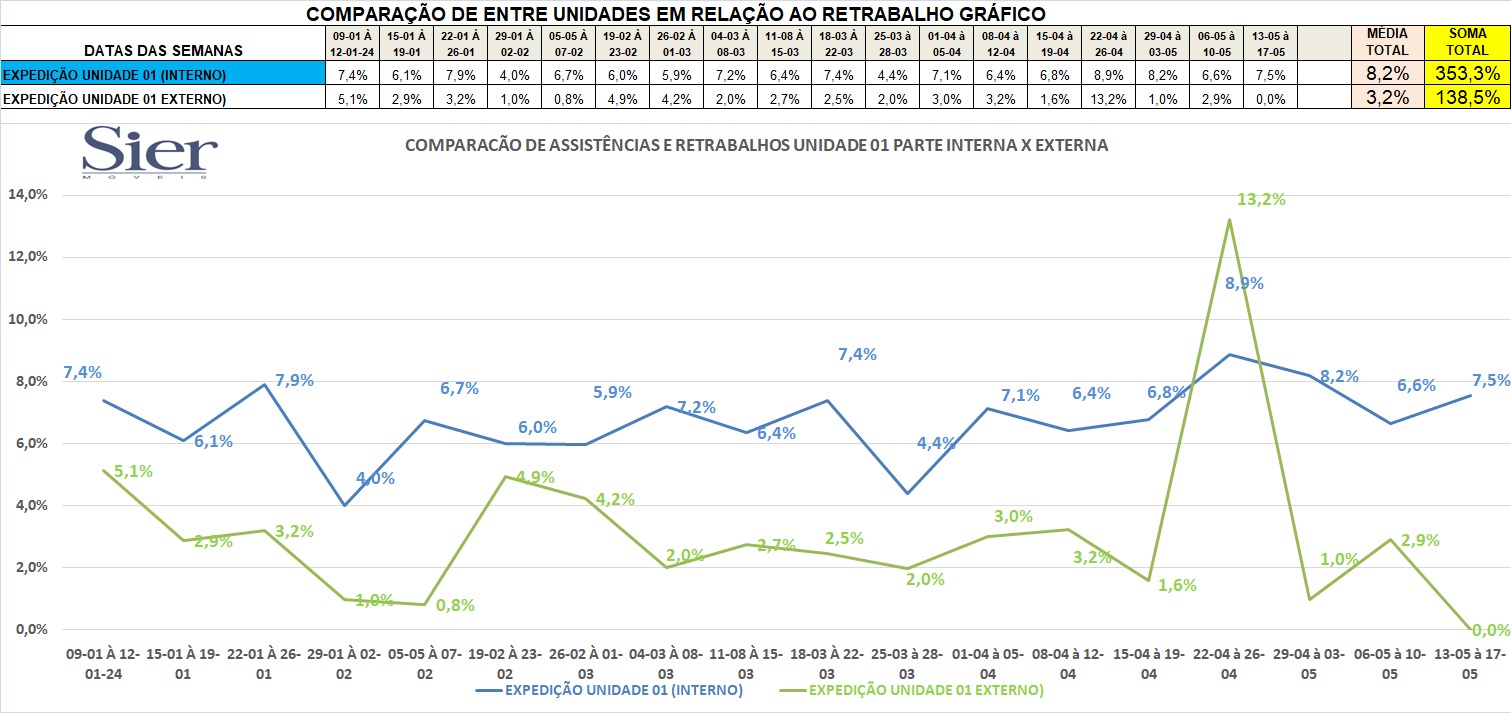 COMPARAÇÃO DE ENTRE UNIDADES EM RELAÇÃO AO RETRABALHO GRÁFICO
DATAS DAS SEMANAS 09-01 À 12-01-24 15-01 À 19-01 22-01 À 26-01 29-01 À 02-02 05-05 À 07-02 19-02 À 23-02 26-02 À 01-03 04-03 À 08-03 11-08 À 15-03 18-03 À 22-03 25-03 à 28-03 01-04 à 05-04 08-04 à 12-04 15-04 à 19-04 22-04 à 26-04 29-04 à 03-05 06-05 à 10-05 13-05 à 17-05 MÉDIA TOTAL SOMA TOTAL
EXPEDIÇÃO UNIDADE 01 (INTERNO) 7,4% 6,1% 7,9% 4,0% 6,7% 6,0% 5,9% 7,2% 6,4% 7,4% 4,4% 7,1% 6,4% 6,8% 8,9% 8,2% 6,6% 7,5% 8,2% 353,3%
EXPEDIÇÃO UNIDADE 01 EXTERNO) 5,1% 2,9% 3,2% 1,0% 0,8% 4,9% 4,2% 2,0% 2,7% 2,5% 2,0% 3,0% 3,2% 1,6% 13,2% 1,0% 2,9% 0,0% 3,2% 138,5%
Sier
MÓVEIS
COMPARACÃO DE ASSISTÊNCIAS E RETRABALHOS UNIDADE 01 PARTE INTERNA X EXTERNA
14,0%
12,0%
10,0%
8,0%
6,0%
4,0%
2,0%
0,0%
7,4% 6,1% 7,9% 4,0% 6,7% 6,0% 5,9% 7,2% 6,4% 7,4% 4,4% 7,1% 6,4% 6,8% 8,9% 8,2% 6,6% 7,5%
5,1% 2,9% 3,2% 1,0% 0,8% 4,9% 4,2% 2,0% 2,7% 2,5% 2,0% 3,0% 3,2% 1,6% 13,2% 1,0% 2,9% 0,0%
09-01 À 12- 15-01 À 19- 22-01 À 26- 29-01 À 02- 05-05 À 07- 19-02 À 23- 26-02 À 01- 04-03 À 08- 11-08 À 15- 18-03 À 22- 25-03 à 28- 01-04 à 05- 08-04 à 12- 15-04 à 19- 22-04 à 26- 29-04 à 03- 06-05 à 10- 13-05 à 17-
01-24 01 01 02 02 02 03 03 03 03 03 04 04 04 04 05 05 05
EXPEDIÇÃO UNIDADE 01 (INTERNO) EXPEDIÇÃO UNIDADE 01 EXTERNO)